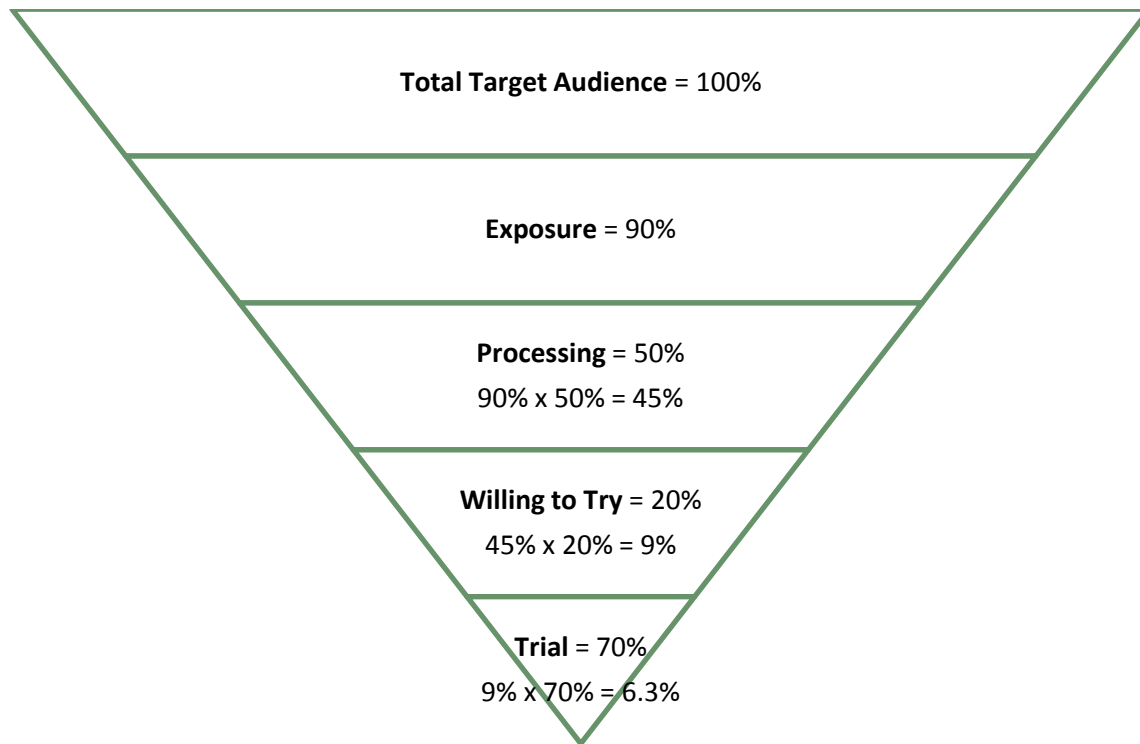 Total Target Audience = 100%
Exposure = 90%
Processing = 50%
90% x 50% = 45%
Willing to Try = 20%
45% x 20% = 9%
Trial = 70%
9% x 70% = 6.3%